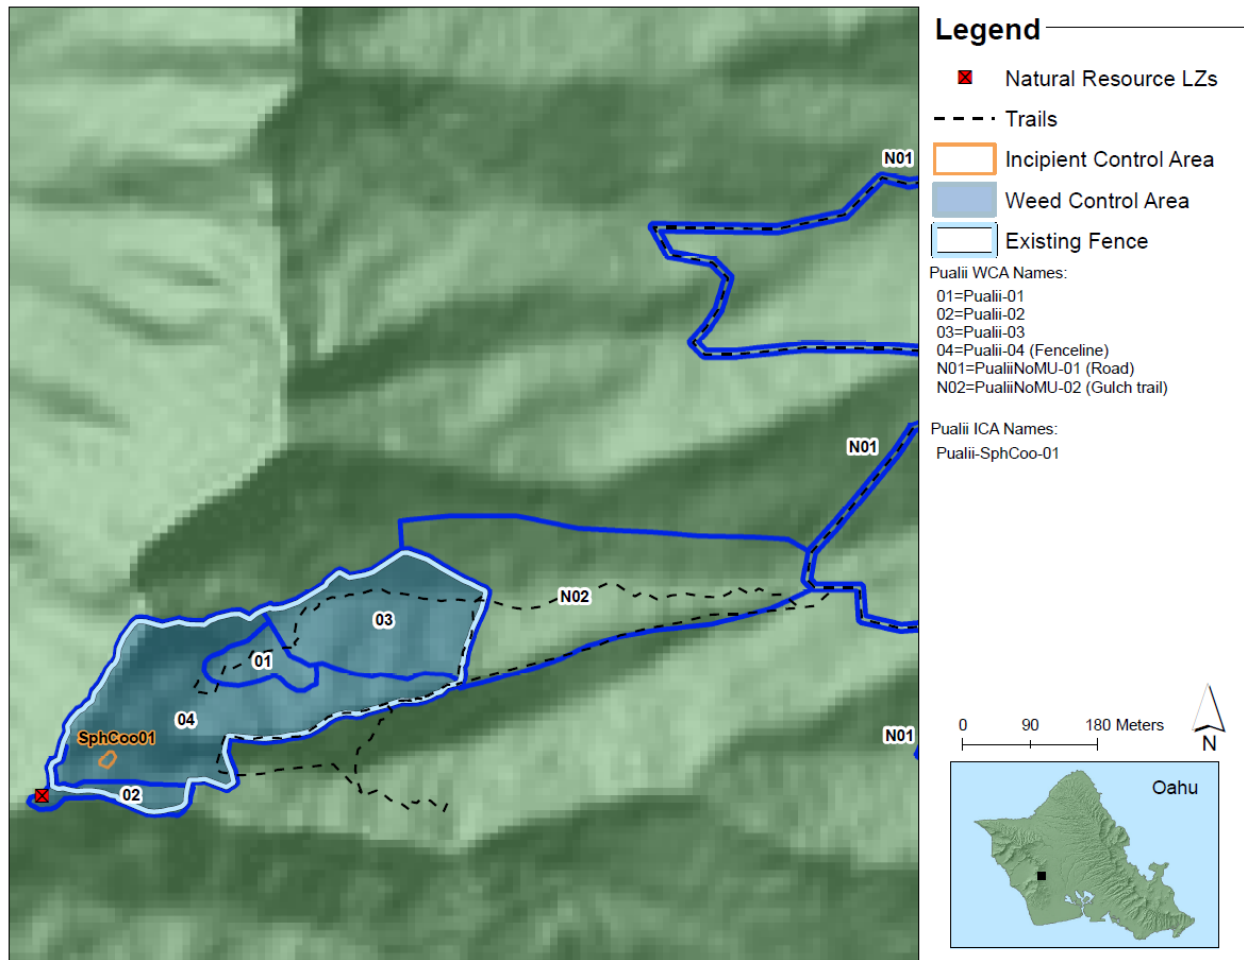 Legend
Natural Resource LZs
Trails
Incipient Control Area
Weed Control Area
Existing Fence
Pualii WCA Names:
01=Pualii-01
02=Pualii-02
03=Pualii-03
04=Pualii-04 (Fenceline)
N01=PualiiNoMU-01 (Road)
N02=PualiiNoMU-02 (Gulch trail)
Pualii ICA Names:
Pualii-SphCoo-01
N01
N01
N02
03
01
04
SphCoo01
02
N01
0 90 180 Meters
N
Oahu